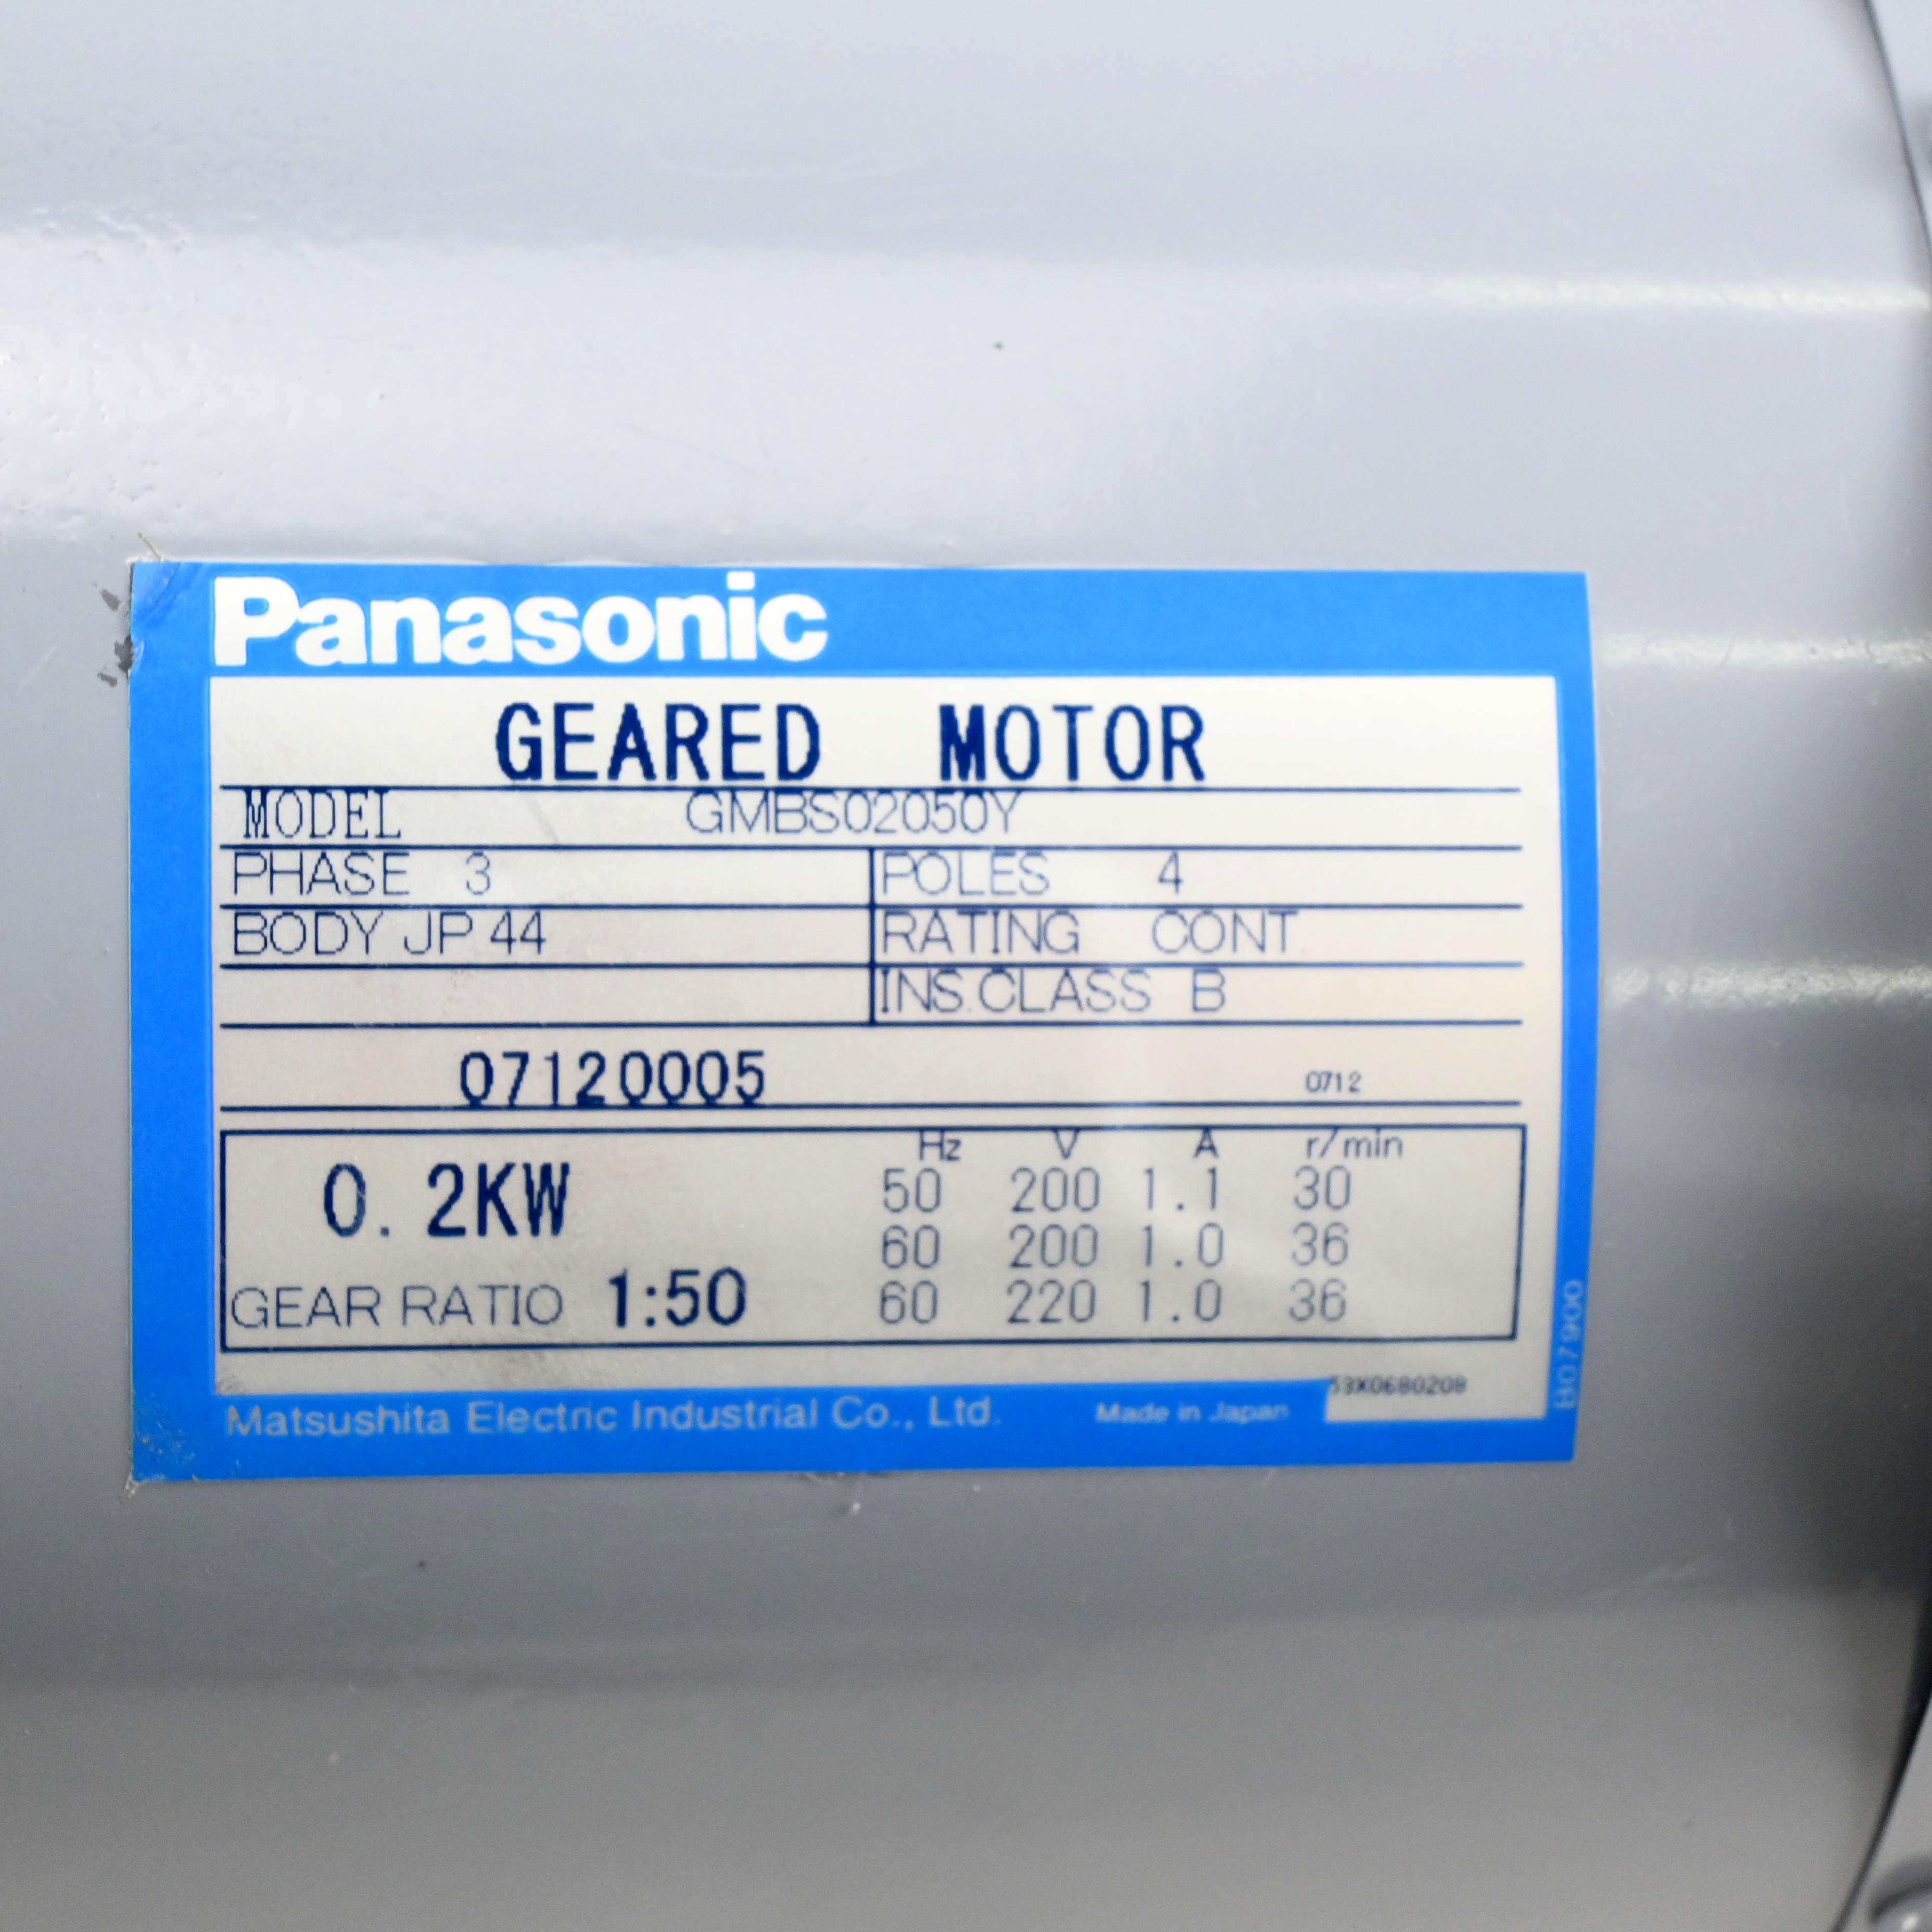 Panasonic
GEARED MOTOR
MODEL GMBS02050Y
PHASE 3 POLES 4
BODY JP 44 RATING CONT.
INS.CLASS B
07120005 0712
Hz V A r/min
0.2KW 50 200 1.1 30
60 200 1.0 36
GEAR RATIO 1:50 60 220 1.0 36
53X0680208
Matsushita Electric Industrial Co., Ltd. Made in Japan
B07900